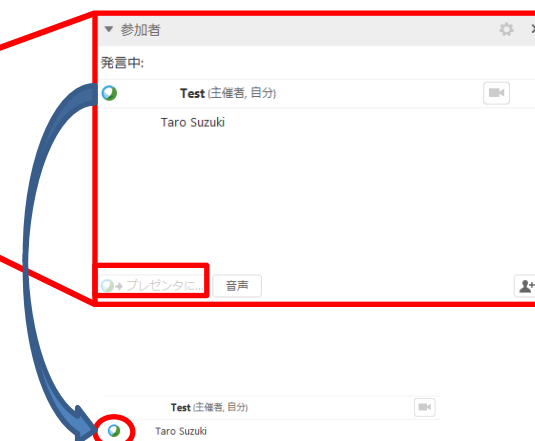 ▼ 参加者
発言中:
Test (主催者, 自分)
Taro Suzuki
プレゼンタに... 音声
Test (主催者, 自分)
Taro Suzuki